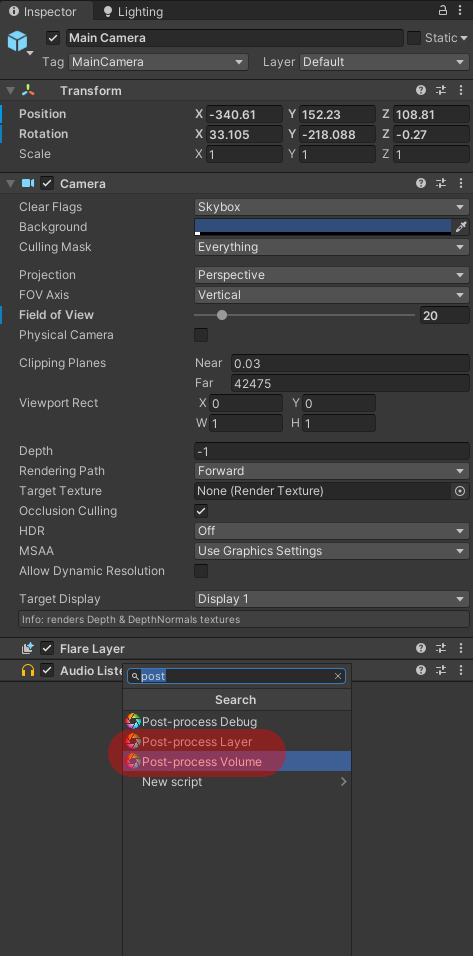 Inspector Lighting
Main Camera Static
Tag MainCamera Layer Default
Transform
Position X -340.61 Y 152.23 Z 108.81
Rotation X 33.105 Y -218.088 Z -0.27
Scale X 1 Y 1 Z 1
Camera
Clear Flags Skybox
Background
Culling Mask Everything
Projection Perspective
FOV Axis Vertical
Field of View 20
Physical Camera
Clipping Planes Near 0.03
Far 42475
Viewport Rect X 0 Y 0
W 1 H 1
Depth -1
Rendering Path Forward
Target Texture None (Render Texture)
Occlusion Culling
HDR Off
MSAA Use Graphics Settings
Allow Dynamic Resolution
Target Display Display 1
Info: renders Depth & DepthNormals textures
Flare Layer
Audio Liste
post
Search
Post-process Debug
Post-process Layer
Post-process Volume
New script